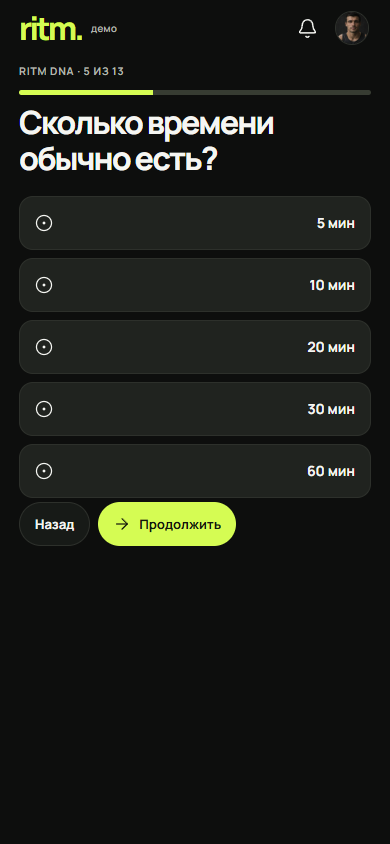 ritm. демо
RITM DNA · 5 ИЗ 13
Сколько времени
обычно есть?
5 мин
10 мин
20 мин
30 мин
60 мин
Назад
Продолжить